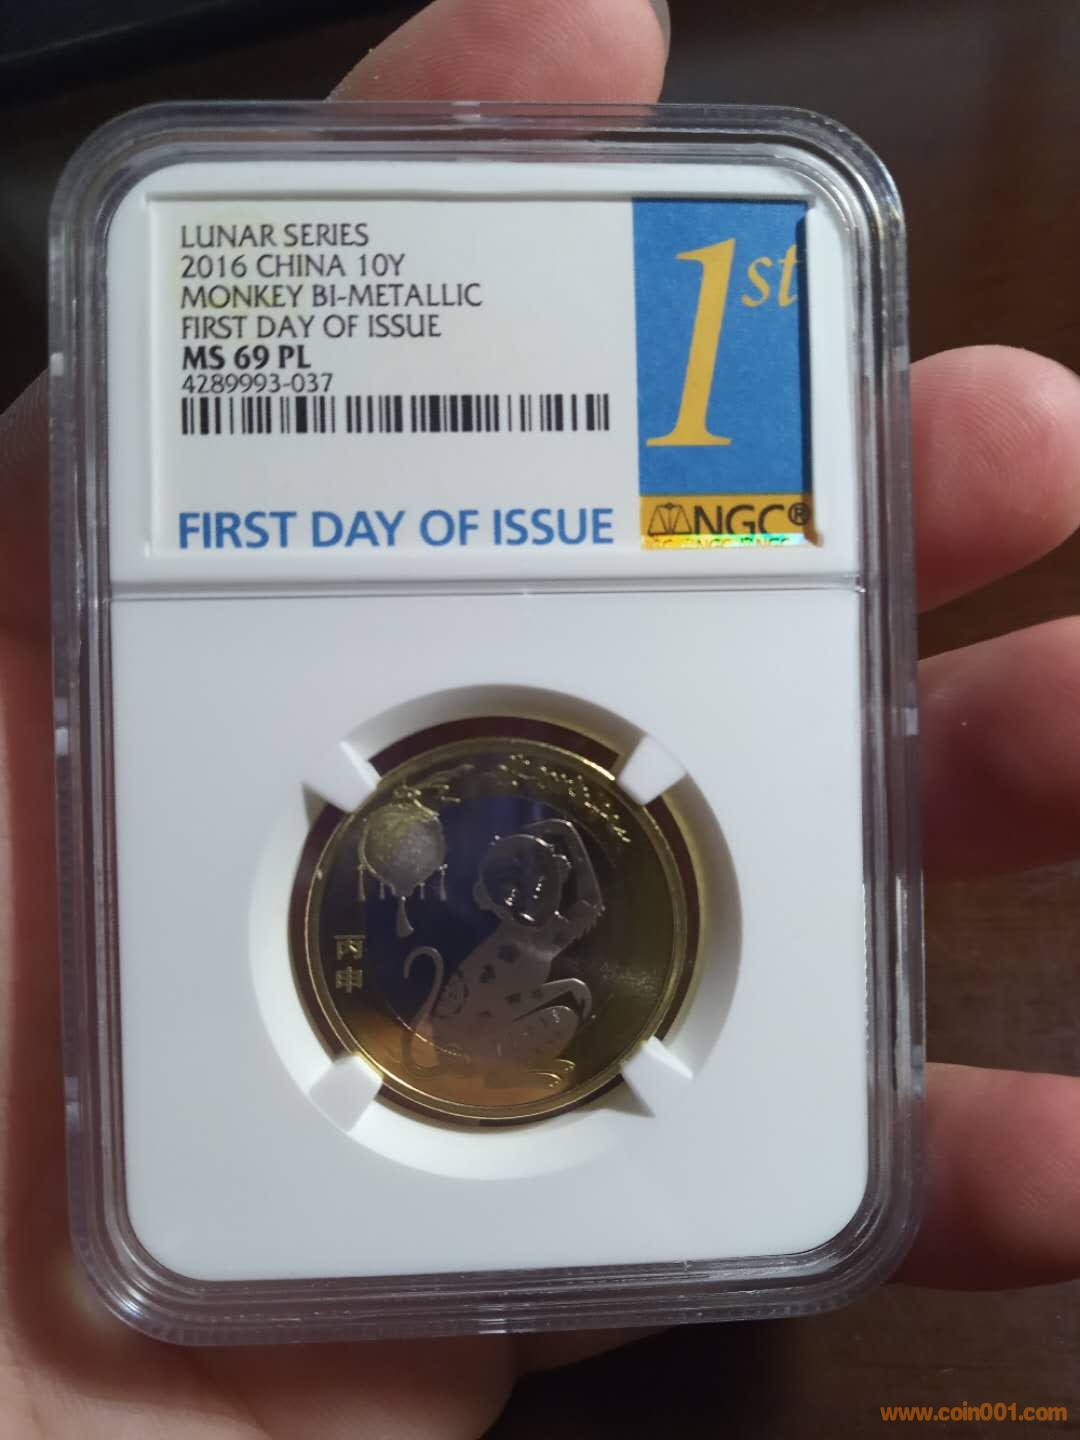 LUNAR SERIES
2016 CHINA 10Y
MONKEY BI-METALLIC
FIRST DAY OF ISSUE
MS 69 PL
4289993-037
FIRST DAY OF ISSUE
1st
NGC®
丙申
www.coin001.com